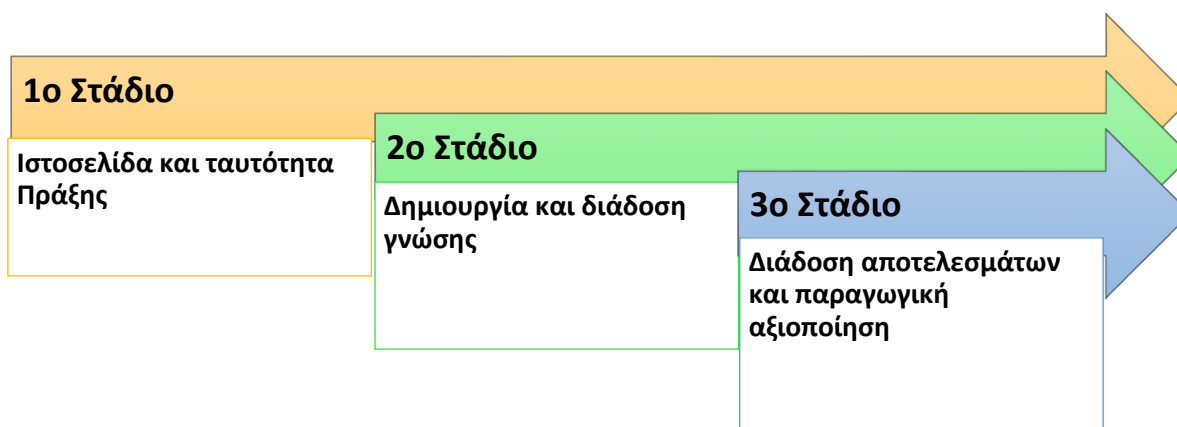 1ο Στάδιο
Ιστοσελίδα και ταυτότητα
Πράξης
2ο Στάδιο
Δημιουργία και διάδοση
γνώσης
3ο Στάδιο
Διάδοση αποτελεσμάτων
και παραγωγική
αξιοποίηση